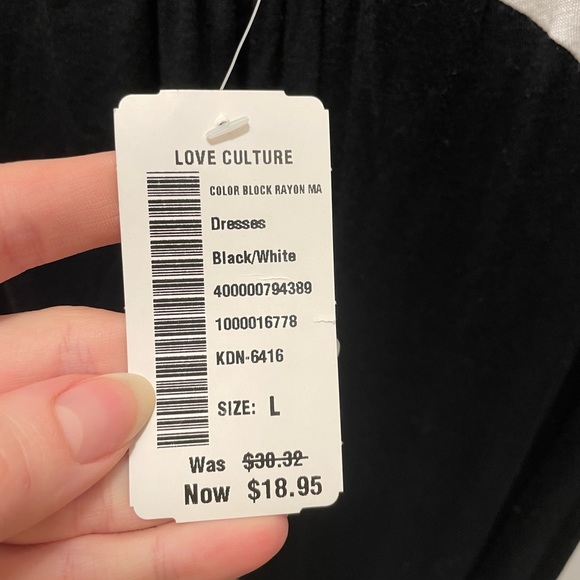 LOVE CULTURE
COLOR BLOCK RAYON MA
Dresses
Black/White
400000794389
1000016778
KDN-6416
SIZE: L
Was $38.32
Now $18.95